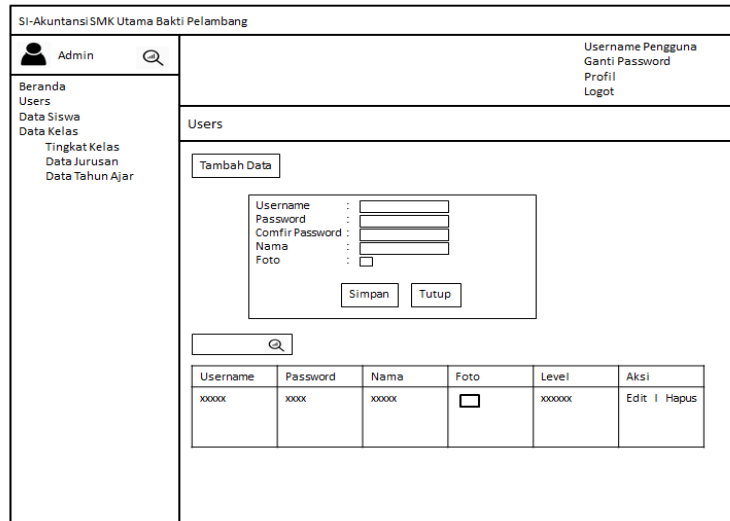 SI-Akuntansi SMK Utama Bakti Pelambang
Admin
Username Pengguna
Ganti Password
Profil
Logot
Beranda
Users
Data Siswa
Data Kelas
Tingkat Kelas
Data Jurusan
Data Tahun Ajar
Users
Tambah Data
Username :
Password :
Comfir Password :
Nama :
Foto :
Simpan Tutup
Username Password Nama Foto Level Aksi
xxxxx xxxx xxxxx xxxxxx Edit | Hapus